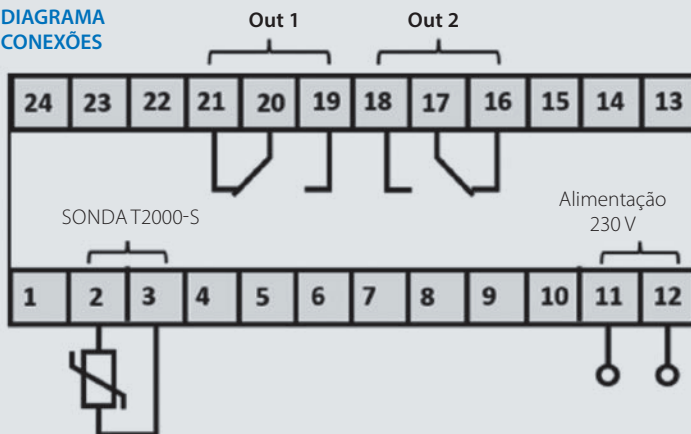 DIAGRAMA
CONEXÕES
Out 1
Out 2
24 23 22 21 20 19 18 17 16 15 14 13
SONDA T2000-S
Alimentação
230 V
1 2 3 4 5 6 7 8 9 10 11 12